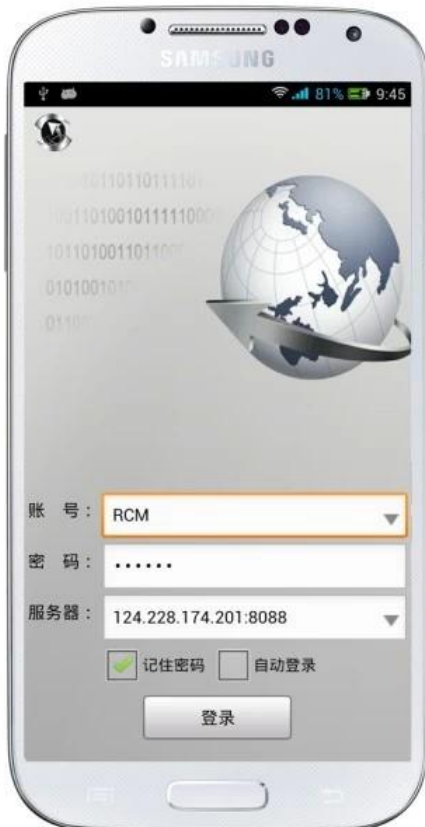 SAMSUNG
81% 9:45
账 号：
RCM
密 码：
······
服务器：
124.228.174.201:8088
记住密码
自动登录
登录